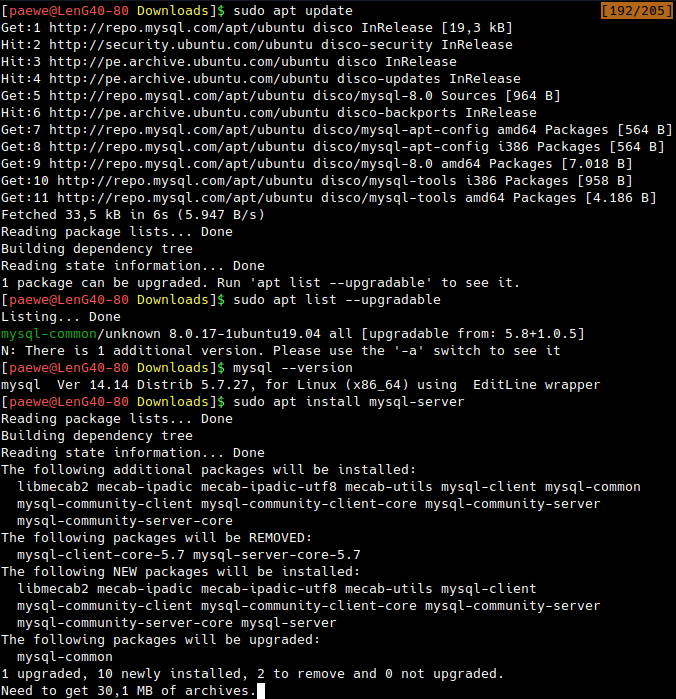 [paewe@LenG40-80 Downloads]$ sudo apt update [192/205]
Get:1 http://repo.mysql.com/apt/ubuntu disco InRelease [19,3 kB]
Hit:2 http://security.ubuntu.com/ubuntu disco-security InRelease
Hit:3 http://pe.archive.ubuntu.com/ubuntu disco InRelease
Hit:4 http://pe.archive.ubuntu.com/ubuntu disco-updates InRelease
Get:5 http://repo.mysql.com/apt/ubuntu disco/mysql-8.0 Sources [964 B]
Hit:6 http://pe.archive.ubuntu.com/ubuntu disco-backports InRelease
Get:7 http://repo.mysql.com/apt/ubuntu disco/mysql-apt-config amd64 Packages [564 B]
Get:8 http://repo.mysql.com/apt/ubuntu disco/mysql-apt-config i386 Packages [564 B]
Get:9 http://repo.mysql.com/apt/ubuntu disco/mysql-8.0 amd64 Packages [7.018 B]
Get:10 http://repo.mysql.com/apt/ubuntu disco/mysql-tools i386 Packages [958 B]
Get:11 http://repo.mysql.com/apt/ubuntu disco/mysql-tools amd64 Packages [4.186 B]
Fetched 33,5 kB in 6s (5.947 B/s)
Reading package lists... Done
Building dependency tree
Reading state information... Done
1 package can be upgraded. Run 'apt list --upgradable' to see it.
[paewe@LenG40-80 Downloads]$ sudo apt list --upgradable
Listing... Done
mysql-common/unknown 8.0.17-1ubuntu19.04 all [upgradable from: 5.8+1.0.5]
N: There is 1 additional version. Please use the '-a' switch to see it
[paewe@LenG40-80 Downloads]$ mysql --version
mysql  Ver 14.14 Distrib 5.7.27, for Linux (x86_64) using  EditLine wrapper
[paewe@LenG40-80 Downloads]$ sudo apt install mysql-server
Reading package lists... Done
Building dependency tree
Reading state information... Done
The following additional packages will be installed:
  libmecab2 mecab-ipadic mecab-ipadic-utf8 mecab-utils mysql-client mysql-common
  mysql-community-client mysql-community-client-core mysql-community-server
  mysql-community-server-core
The following packages will be REMOVED:
  mysql-client-core-5.7 mysql-server-core-5.7
The following NEW packages will be installed:
  libmecab2 mecab-ipadic mecab-ipadic-utf8 mecab-utils mysql-client
  mysql-community-client mysql-community-client-core mysql-community-server
  mysql-community-server-core mysql-server
The following packages will be upgraded:
  mysql-common
1 upgraded, 10 newly installed, 2 to remove and 0 not upgraded.
Need to get 30,1 MB of archives.